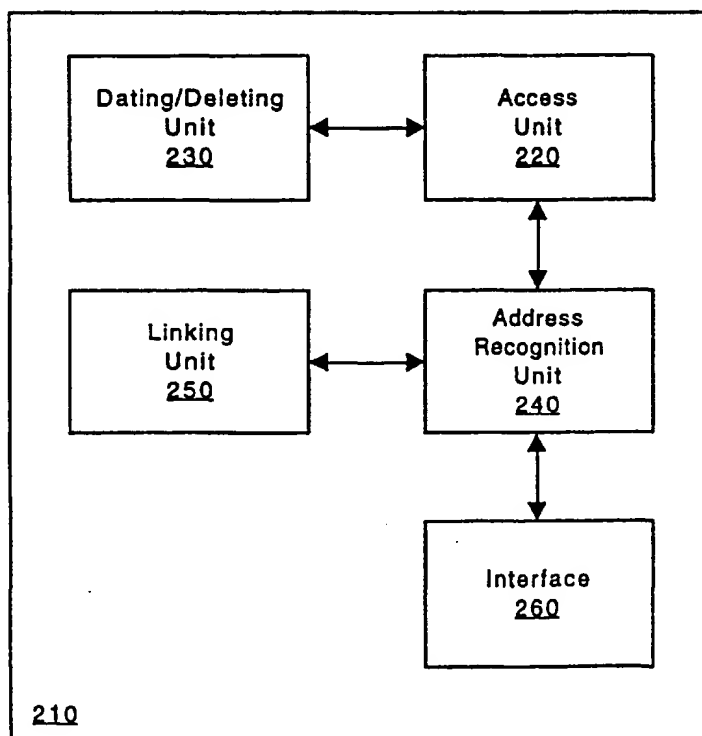 Dating/Deleting
Unit
230
Access
Unit
220
Linking
Unit
250
Address
Recognition
Unit
240
Interface
260
210